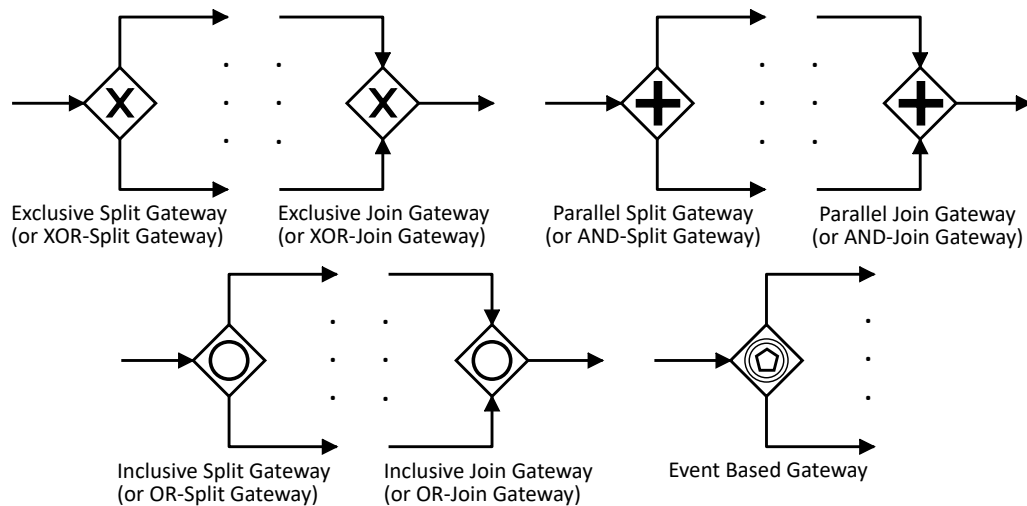 Exclusive Split Gateway
(or XOR-Split Gateway)
Exclusive Join Gateway
(or XOR-Join Gateway)
Parallel Split Gateway
(or AND-Split Gateway)
Parallel Join Gateway
(or AND-Join Gateway)
Inclusive Split Gateway
(or OR-Split Gateway)
Inclusive Join Gateway
(or OR-Join Gateway)
Event Based Gateway